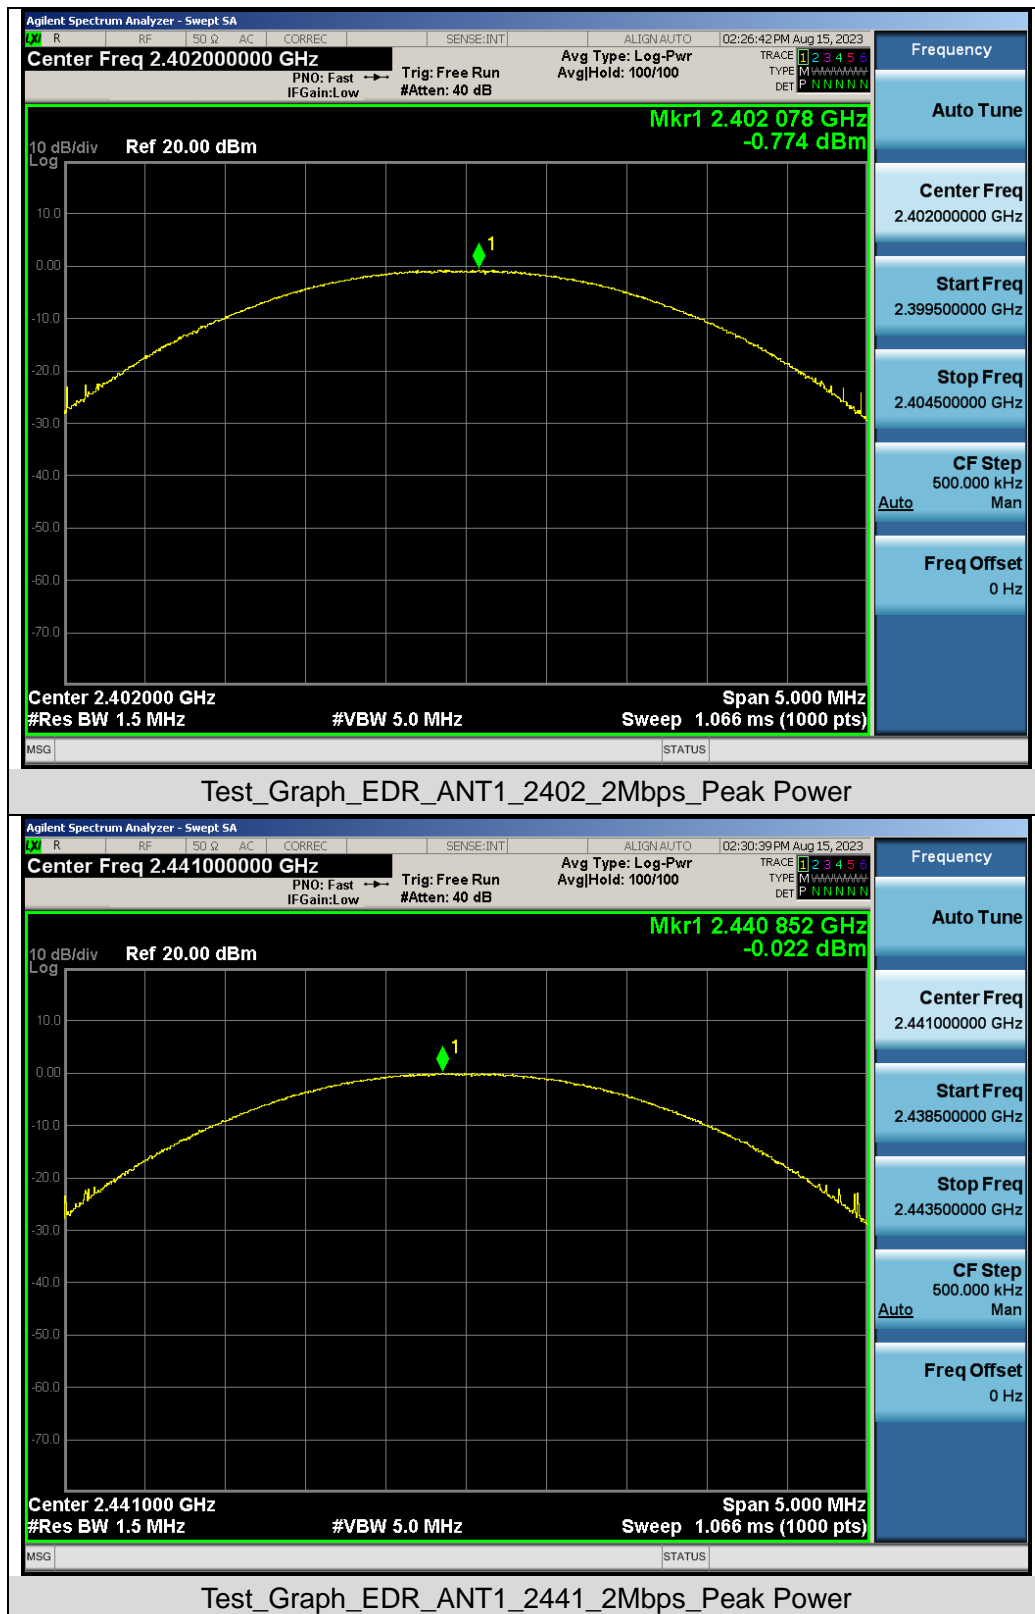 Agilent Spectrum Analyzer - Swept SA
LXI R RF 50 Ω AC CORREC SENSE:INT ALIGN AUTO 02:26:42 PM Aug 15, 2023
Center Freq 2.402000000 GHz
PNO: Fast
IFGain:Low
Trig: Free Run
#Atten: 40 dB
Avg Type: Log-Pwr
Avg|Hold: 100/100
TRACE 1 2 3 4 5 6
TYPE M
DET P N N N N N
Frequency
Auto Tune
Center Freq
2.402000000 GHz
Start Freq
2.399500000 GHz
Stop Freq
2.404500000 GHz
CF Step
500.000 kHz
Auto Man
Freq Offset
0 Hz
Mkr1 2.402 078 GHz
-0.774 dBm
10 dB/div Ref 20.00 dBm
Log
10.0
0.00
-10.0
-20.0
-30.0
-40.0
-50.0
-60.0
-70.0
1
Center 2.402000 GHz Span 5.000 MHz
#Res BW 1.5 MHz #VBW 5.0 MHz Sweep 1.066 ms (1000 pts)
MSG STATUS
Test_Graph_EDR_ANT1_2402_2Mbps_Peak Power
Agilent Spectrum Analyzer - Swept SA
LXI R RF 50 Ω AC CORREC SENSE:INT ALIGN AUTO 02:30:39 PM Aug 15, 2023
Center Freq 2.441000000 GHz
PNO: Fast
IFGain:Low
Trig: Free Run
#Atten: 40 dB
Avg Type: Log-Pwr
Avg|Hold: 100/100
TRACE 1 2 3 4 5 6
TYPE M
DET P N N N N N
Frequency
Auto Tune
Center Freq
2.441000000 GHz
Start Freq
2.438500000 GHz
Stop Freq
2.443500000 GHz
CF Step
500.000 kHz
Auto Man
Freq Offset
0 Hz
Mkr1 2.440 852 GHz
-0.022 dBm
10 dB/div Ref 20.00 dBm
Log
10.0
0.00
-10.0
-20.0
-30.0
-40.0
-50.0
-60.0
-70.0
1
Center 2.441000 GHz Span 5.000 MHz
#Res BW 1.5 MHz #VBW 5.0 MHz Sweep 1.066 ms (1000 pts)
MSG STATUS
Test_Graph_EDR_ANT1_2441_2Mbps_Peak Power